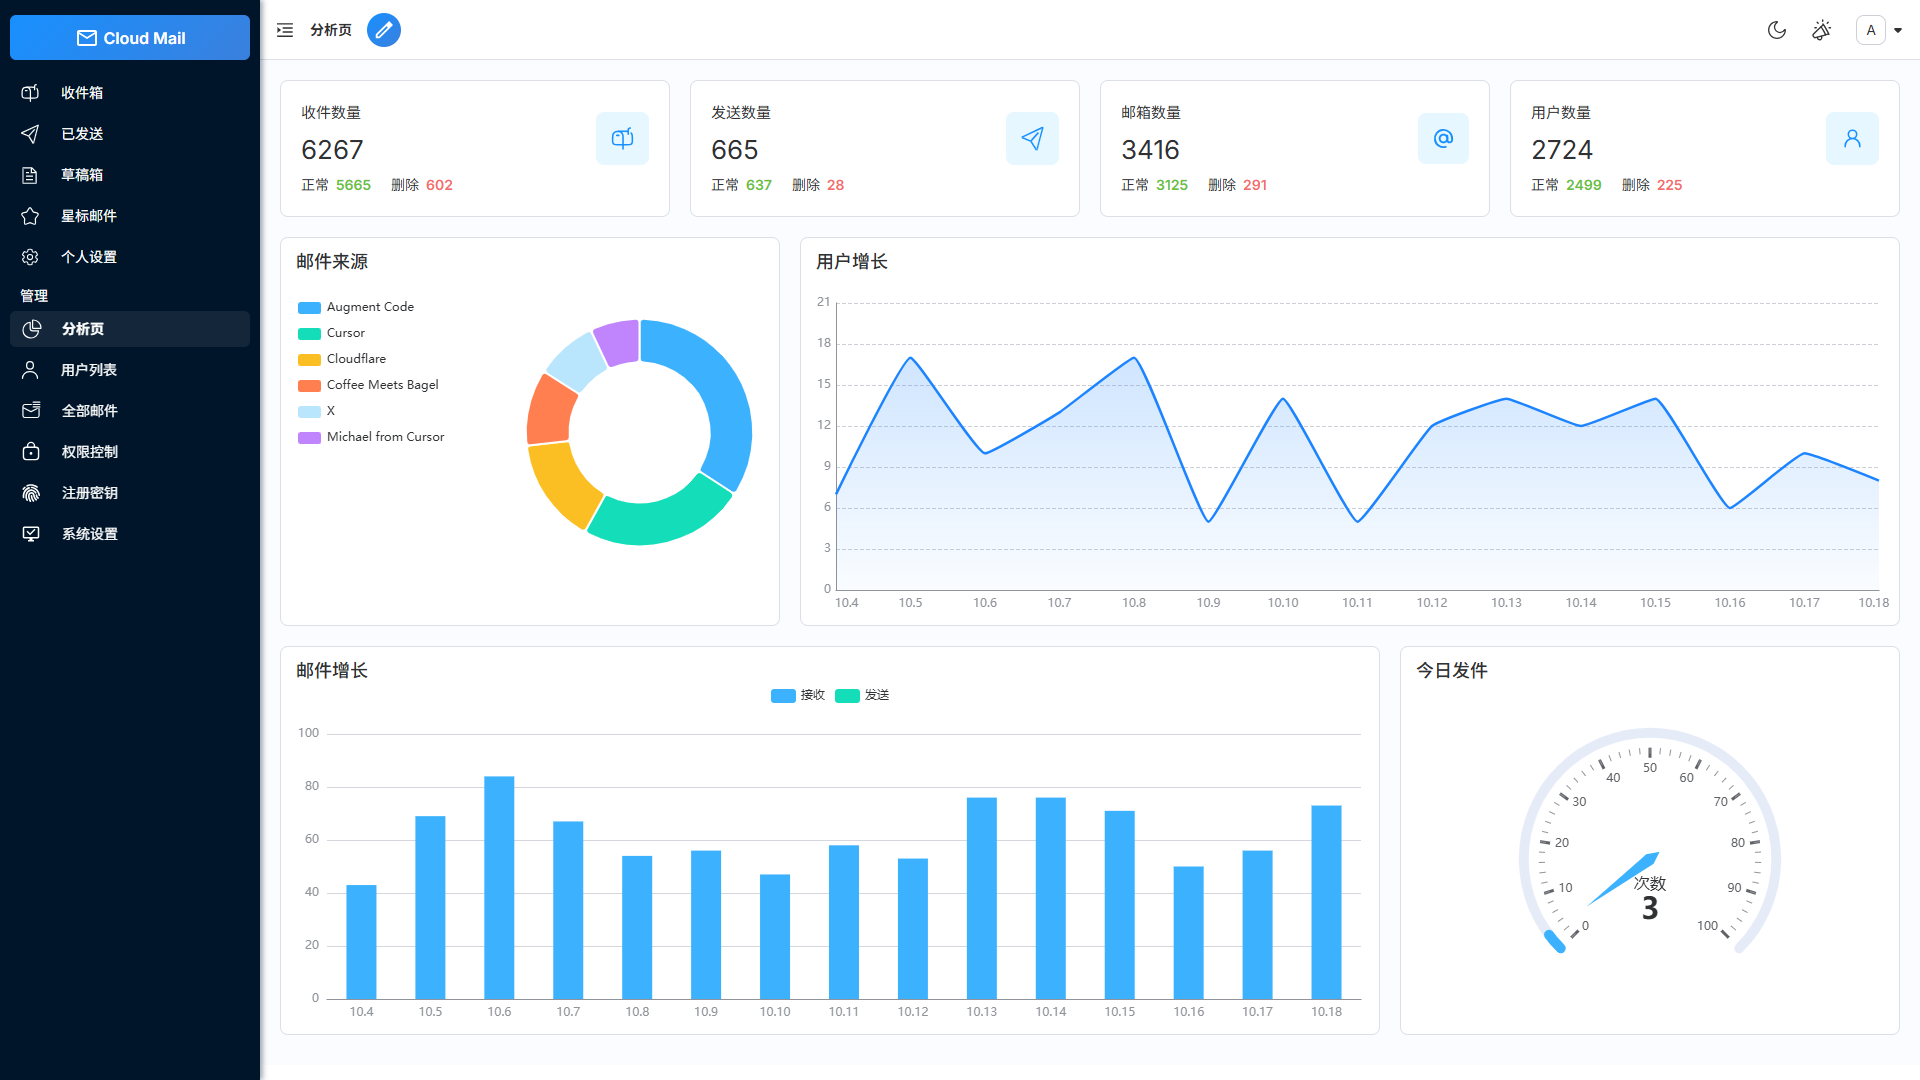 Cloud Mail
收件箱
已发送
草稿箱
星标邮件
个人设置
管理
分析页
用户列表
全部邮件
权限控制
注册密钥
系统设置
分析页
A
收件数量
6267
正常 5665 删除 602
发送数量
665
正常 637 删除 28
邮箱数量
3416
正常 3125 删除 291
用户数量
2724
正常 2499 删除 225
邮件来源
Augment Code
Cursor
Cloudflare
Coffee Meets Bagel
X
Michael from Cursor
用户增长
21
18
15
12
9
6
3
0
10.4 10.5 10.6 10.7 10.8 10.9 10.10 10.11 10.12 10.13 10.14 10.15 10.16 10.17 10.18
邮件增长
接收 发送
100
80
60
40
20
0
10.4 10.5 10.6 10.7 10.8 10.9 10.10 10.11 10.12 10.13 10.14 10.15 10.16 10.17 10.18
今日发件
0
10
20
30
40
50
60
70
80
90
100
次数
3